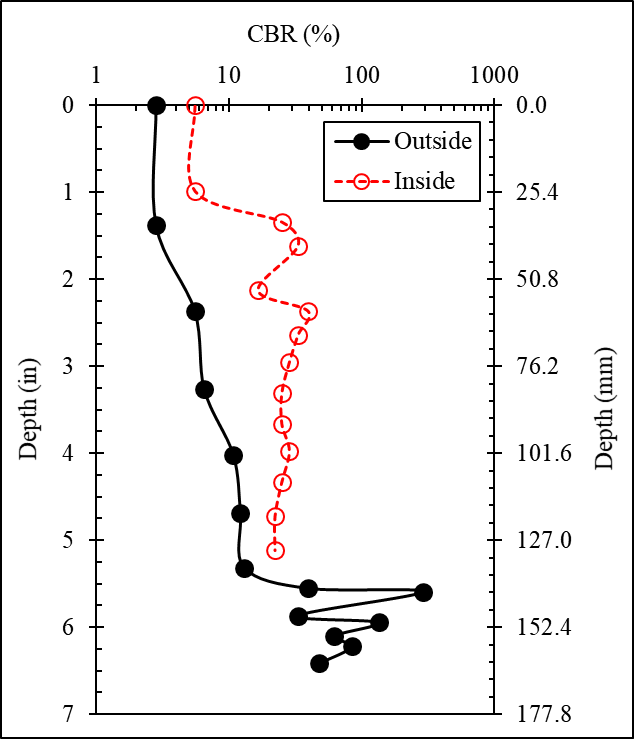 CBR (%)
1 10 100 1000
0 0.0
Outside
Inside
1 25.4
2 50.8
3 76.2
Depth (in)
Depth (mm)
4 101.6
5 127.0
6 152.4
7 177.8